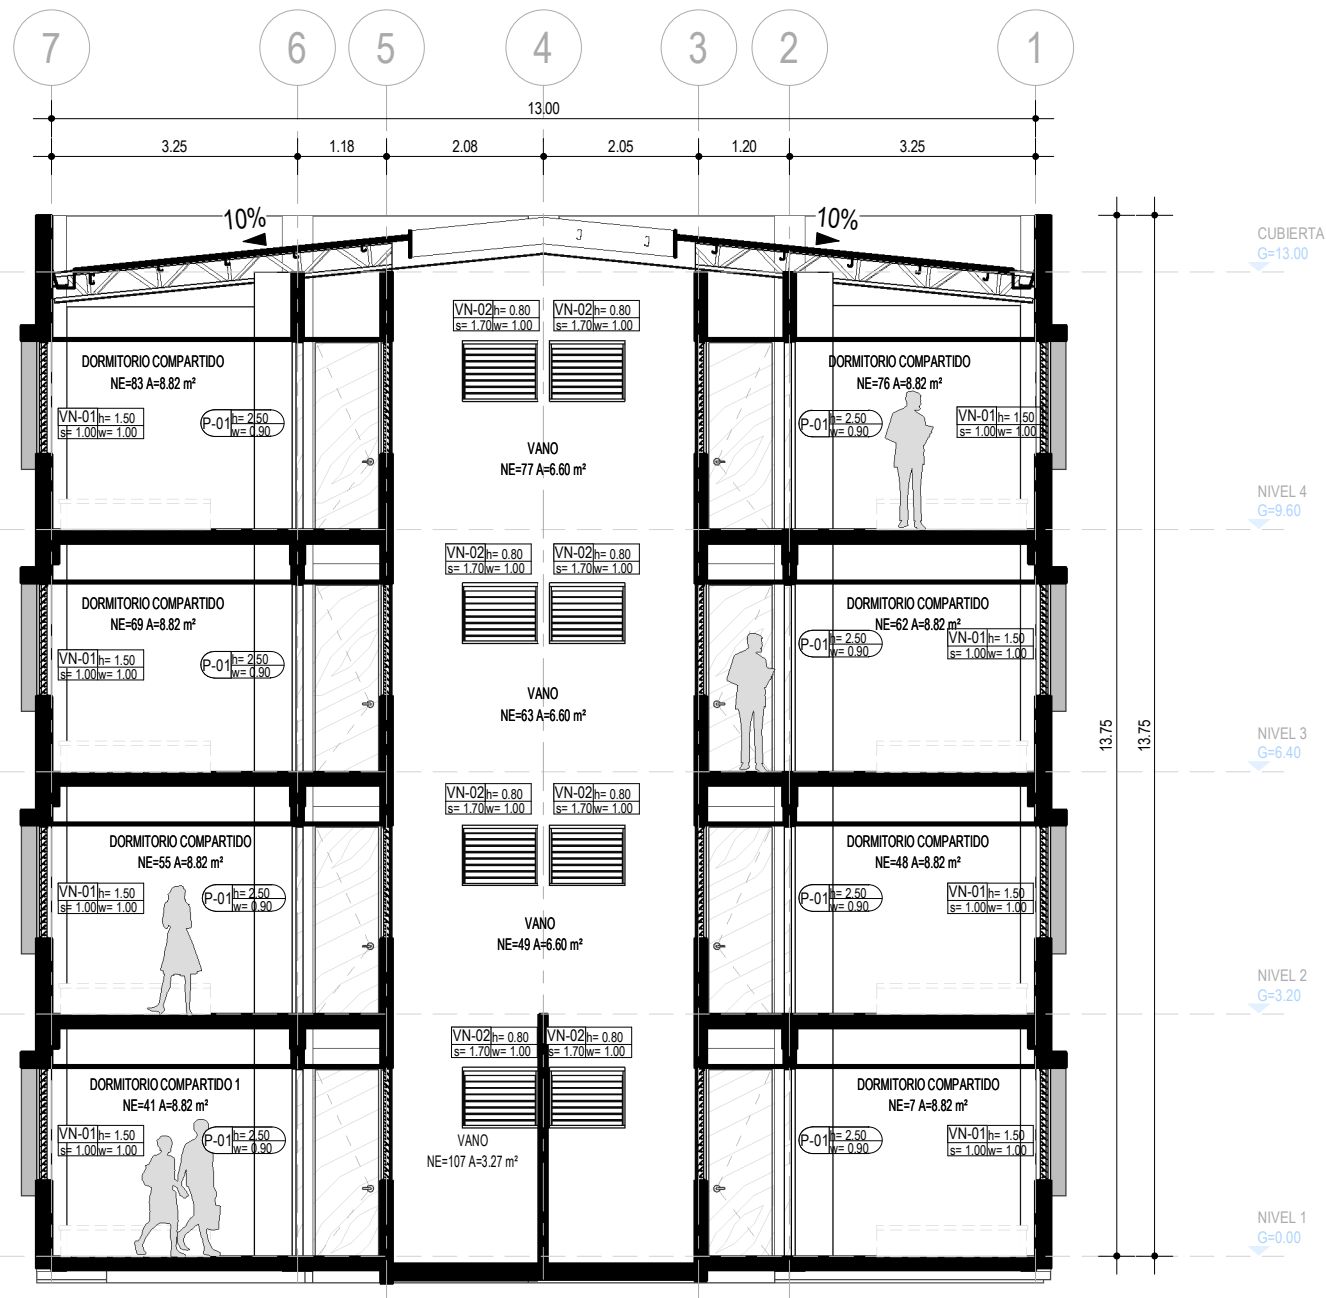 7 6 5 4 3 2 1
13.00
3.25 1.18 2.08 2.05 1.20 3.25
10% 10%
CUBIERTA
G=13.00
VN-02 h= 0.80 VN-02 h= 0.80
s= 1.70 w= 1.00 s= 1.70 w= 1.00
DORMITORIO COMPARTIDO DORMITORIO COMPARTIDO
NE=83 A=8.82 m² NE=76 A=8.82 m²
VN-01 h= 1.50 P-01 h= 2.50 P-01 h= 2.50 VN-01 h= 1.50
s= 1.00 w= 1.00 w= 0.90 w= 0.90 s= 1.00 w= 1.00
VANO
NE=77 A=6.60 m²
NIVEL 4
G=9.60
VN-02 h= 0.80 VN-02 h= 0.80
s= 1.70 w= 1.00 s= 1.70 w= 1.00
DORMITORIO COMPARTIDO DORMITORIO COMPARTIDO
NE=69 A=8.82 m² NE=62 A=8.82 m²
VN-01 h= 1.50 P-01 h= 2.50 P-01 h= 2.50 VN-01 h= 1.50
s= 1.00 w= 1.00 w= 0.90 w= 0.90 s= 1.00 w= 1.00
VANO
NE=63 A=6.60 m²
13.75 13.75
NIVEL 3
G=6.40
VN-02 h= 0.80 VN-02 h= 0.80
s= 1.70 w= 1.00 s= 1.70 w= 1.00
DORMITORIO COMPARTIDO DORMITORIO COMPARTIDO
NE=55 A=8.82 m² NE=48 A=8.82 m²
VN-01 h= 1.50 P-01 h= 2.50 P-01 h= 2.50 VN-01 h= 1.50
s= 1.00 w= 1.00 w= 0.90 w= 0.90 s= 1.00 w= 1.00
VANO
NE=49 A=6.60 m²
NIVEL 2
G=3.20
VN-02 h= 0.80 VN-02 h= 0.80
s= 1.70 w= 1.00 s= 1.70 w= 1.00
DORMITORIO COMPARTIDO 1 DORMITORIO COMPARTIDO
NE=41 A=8.82 m² NE=7 A=8.82 m²
VN-01 h= 1.50 P-01 h= 2.50 P-01 h= 2.50 VN-01 h= 1.50
s= 1.00 w= 1.00 w= 0.90 w= 0.90 s= 1.00 w= 1.00
VANO
NE=107 A=3.27 m²
NIVEL 1
G=0.00